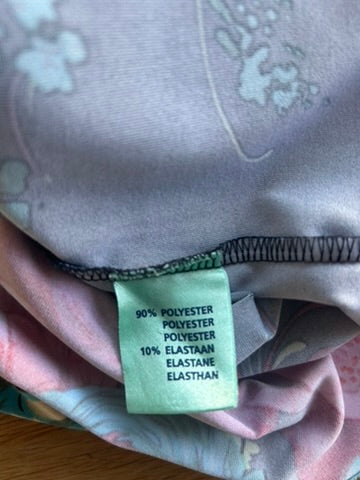 90% POLYESTER
POLYESTER
POLYESTER
10% ELASTAAN
ELASTANE
ELASTHAN